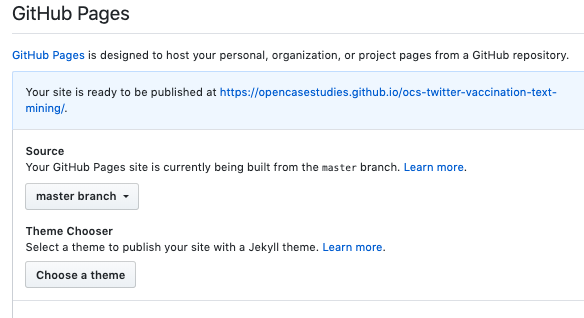 GitHub Pages
GitHub Pages is designed to host your personal, organization, or project pages from a GitHub repository.
Your site is ready to be published at https://opencasestudies.github.io/ocs-twitter-vaccination-text-
mining/.
Source
Your GitHub Pages site is currently being built from the master branch. Learn more.
master branch
Theme Chooser
Select a theme to publish your site with a Jekyll theme. Learn more.
Choose a theme